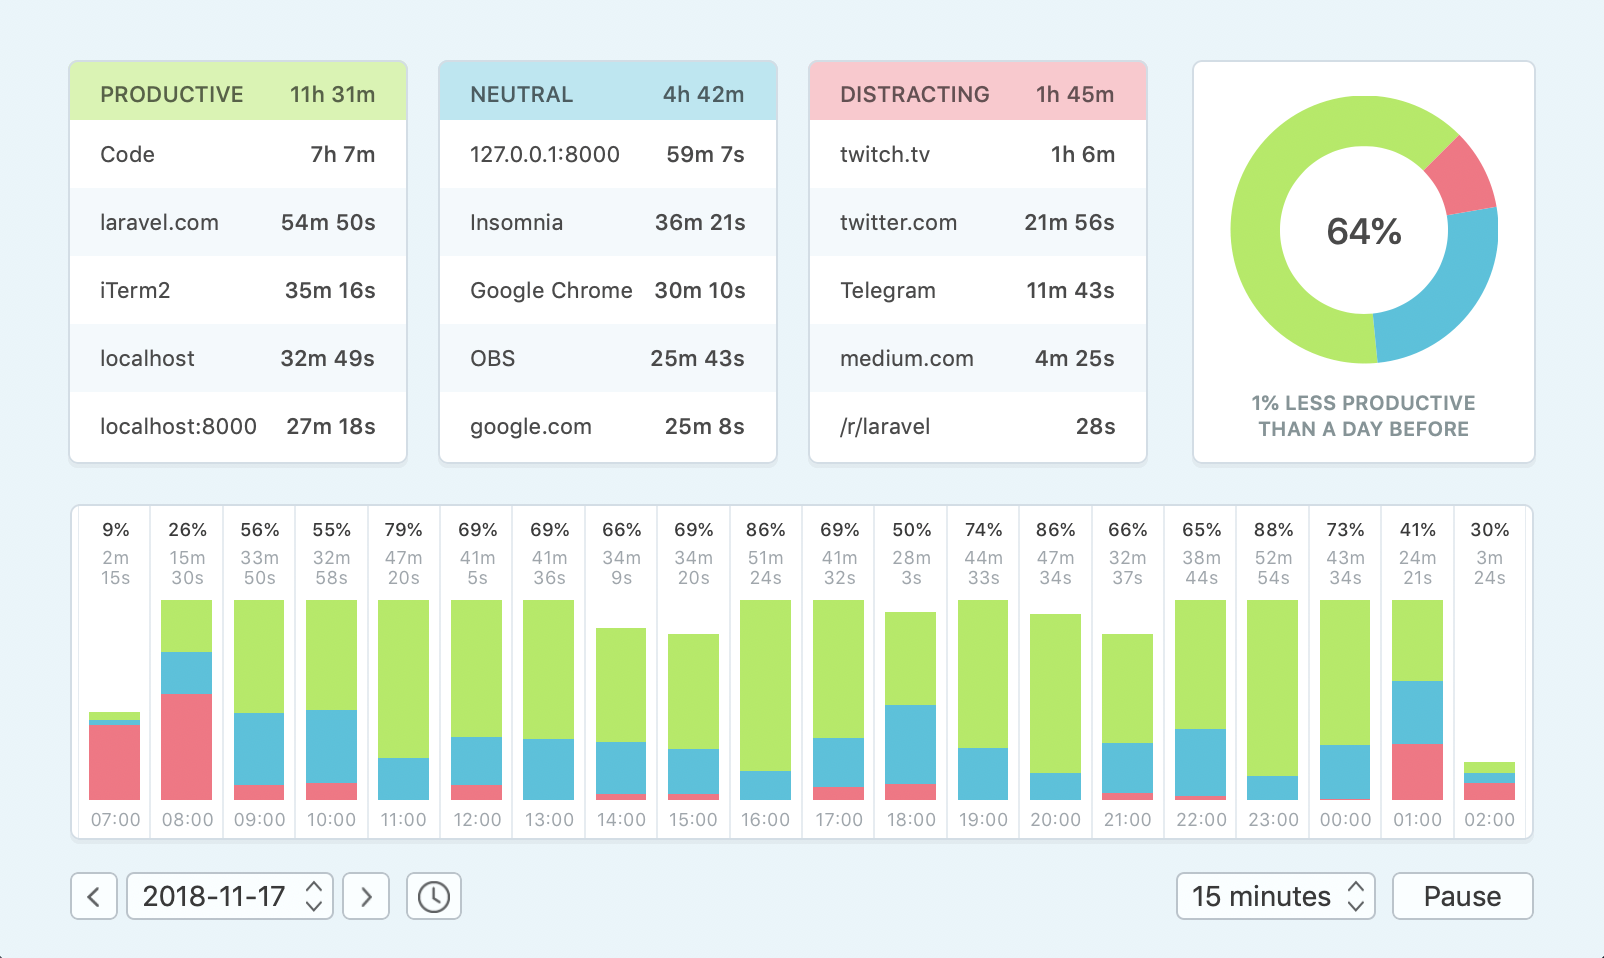 PRODUCTIVE 11h 31m
Code 7h 7m
laravel.com 54m 50s
iTerm2 35m 16s
localhost 32m 49s
localhost:8000 27m 18s
NEUTRAL 4h 42m
127.0.0.1:8000 59m 7s
Insomnia 36m 21s
Google Chrome 30m 10s
OBS 25m 43s
google.com 25m 8s
DISTRACTING 1h 45m
twitch.tv 1h 6m
twitter.com 21m 56s
Telegram 11m 43s
medium.com 4m 25s
/r/laravel 28s
64%
1% LESS PRODUCTIVE
THAN A DAY BEFORE
9% 26% 56% 55% 79% 69% 69% 66% 69% 86% 69% 50% 74% 86% 66% 65% 88% 73% 41% 30%
2m 15m 33m 32m 47m 41m 41m 34m 34m 51m 41m 28m 44m 47m 32m 38m 52m 43m 24m 3m
15s 30s 50s 58s 20s 5s 36s 9s 20s 24s 32s 3s 33s 34s 37s 44s 54s 34s 21s 24s
07:00 08:00 09:00 10:00 11:00 12:00 13:00 14:00 15:00 16:00 17:00 18:00 19:00 20:00 21:00 22:00 23:00 00:00 01:00 02:00
2018-11-17 15 minutes Pause